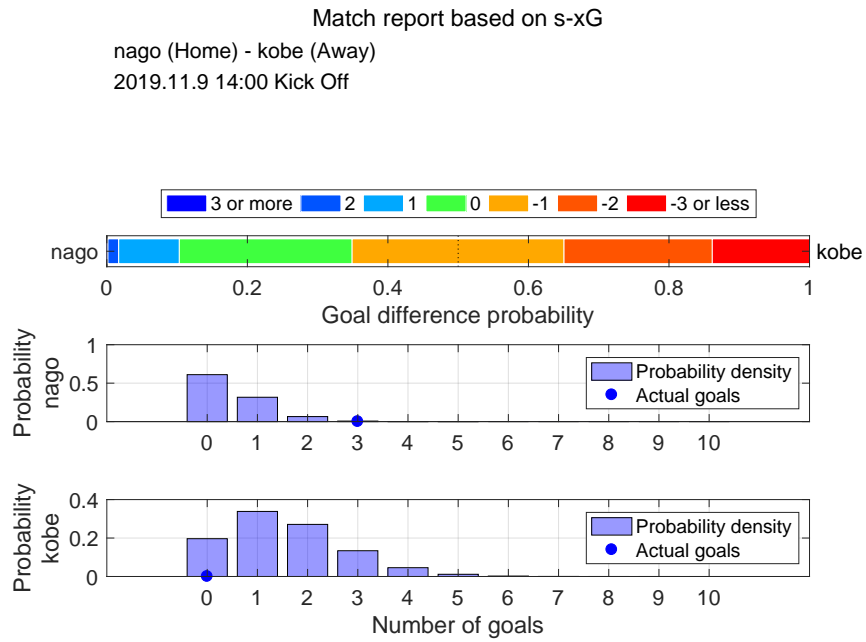 Match report based on s-xG
nago (Home) - kobe (Away)
2019.11.9 14:00 Kick Off
3 or more 2 1 0 -1 -2 -3 or less
nago kobe
0 0.2 0.4 0.6 0.8 1
Goal difference probability
Probability
nago
1
0.5
0
Probability density
Actual goals
0 1 2 3 4 5 6 7 8 9 10
Probability
kobe
0.4
0.2
0
Probability density
Actual goals
0 1 2 3 4 5 6 7 8 9 10
Number of goals